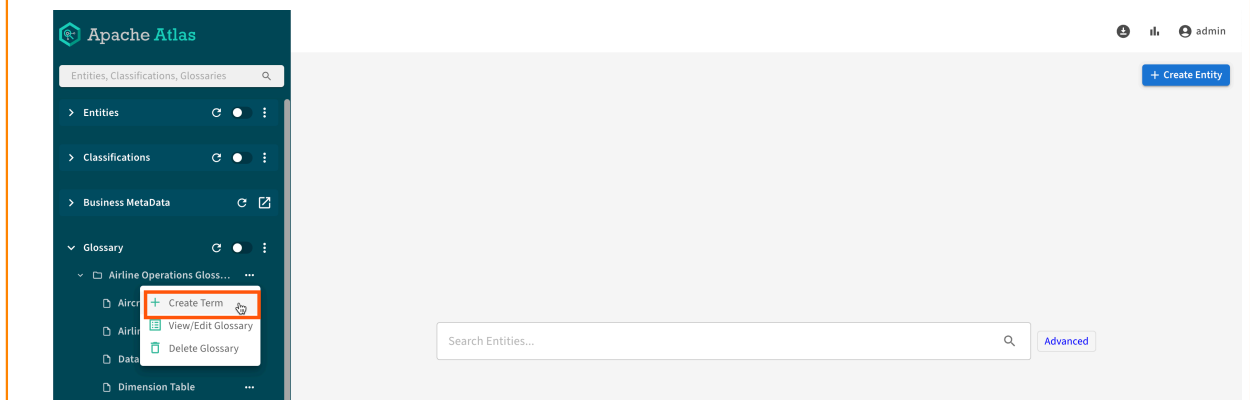 Apache Atlas
admin
Entities, Classifications, Glossaries
+ Create Entity
Entities
Classifications
Business MetaData
Glossary
Airline Operations Gloss...
Create Term
View/Edit Glossary
Delete Glossary
Data
Dimension Table
Search Entities...
Advanced